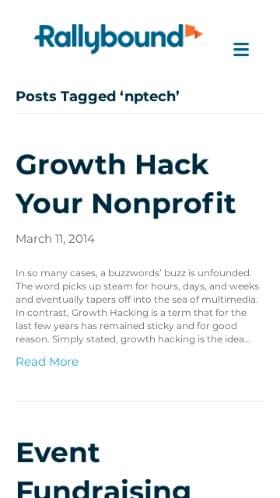 Rallybound
Posts Tagged ‘nptech’
Growth Hack
Your Nonprofit
March 11, 2014
In so many cases, a buzzwords’ buzz is unfounded.
The word picks up steam for hours, days, and weeks
and eventually tapers off into the sea of multimedia.
In contrast, Growth Hacking is a term that for the
last few years has remained sticky and for good
reason. Simply stated, growth hacking is the idea…
Read More
Event
Fundraising